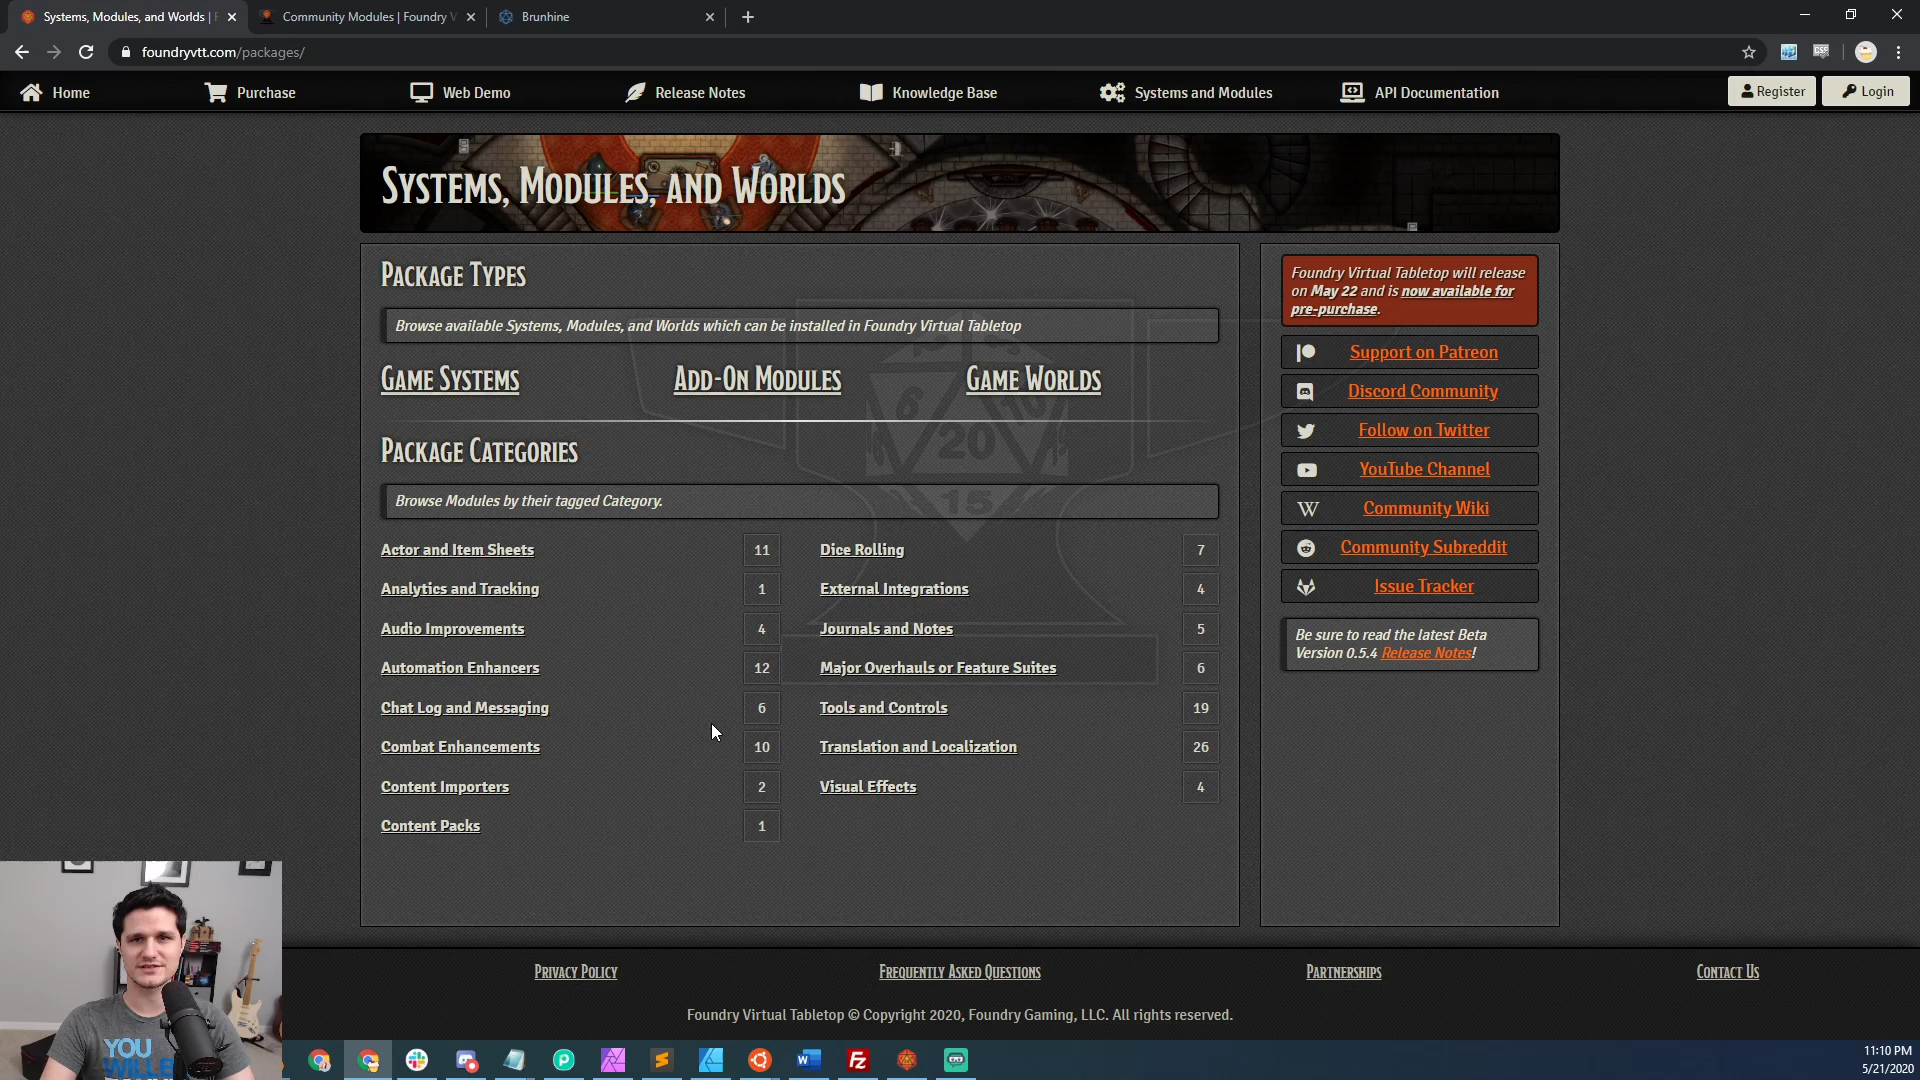 Systems, Modules, and Worlds |
Community Modules | Foundry V
Brunhine
foundryvtt.com/packages/
Home
Purchase
Web Demo
Release Notes
Knowledge Base
Systems and Modules
API Documentation
Register
Login
Systems, Modules, and Worlds
Package Types
Browse available Systems, Modules, and Worlds which can be installed in Foundry Virtual Tabletop
Game Systems
Add-On Modules
Game Worlds
Package Categories
Browse Modules by their tagged Category.
Actor and Item Sheets 11
Analytics and Tracking 1
Audio Improvements 4
Automation Enhancers 12
Chat Log and Messaging 6
Combat Enhancements 10
Content Importers 2
Content Packs 1
Dice Rolling 7
External Integrations 4
Journals and Notes 5
Major Overhauls or Feature Suites 6
Tools and Controls 19
Translation and Localization 26
Visual Effects 4
6
20
15
Foundry Virtual Tabletop will release
on May 22 and is now available for
pre-purchase.
Support on Patreon
Discord Community
Follow on Twitter
YouTube Channel
Community Wiki
Community Subreddit
Issue Tracker
Be sure to read the latest Beta
Version 0.5.4 Release Notes!
Privacy Policy
Frequently Asked Questions
Partnerships
Contact Us
Foundry Virtual Tabletop © Copyright 2020, Foundry Gaming, LLC. All rights reserved.
YOU
11:10 PM
5/21/2020